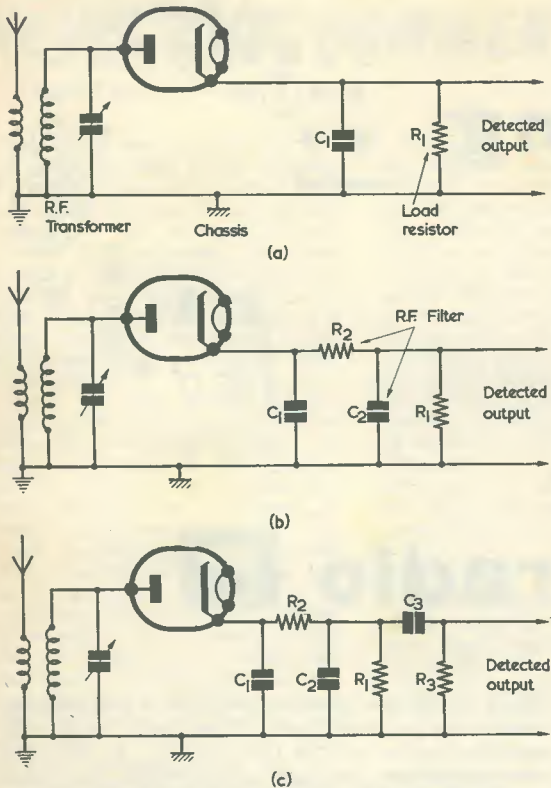 C1
R1
Detected
output
R.F.
Transformer
Chassis
Load
resistor
(a)
R2
R.F. Filter
C1
C2
R1
Detected
output
(b)
R2
C3
C1
C2
R1
R3
Detected
output
(c)